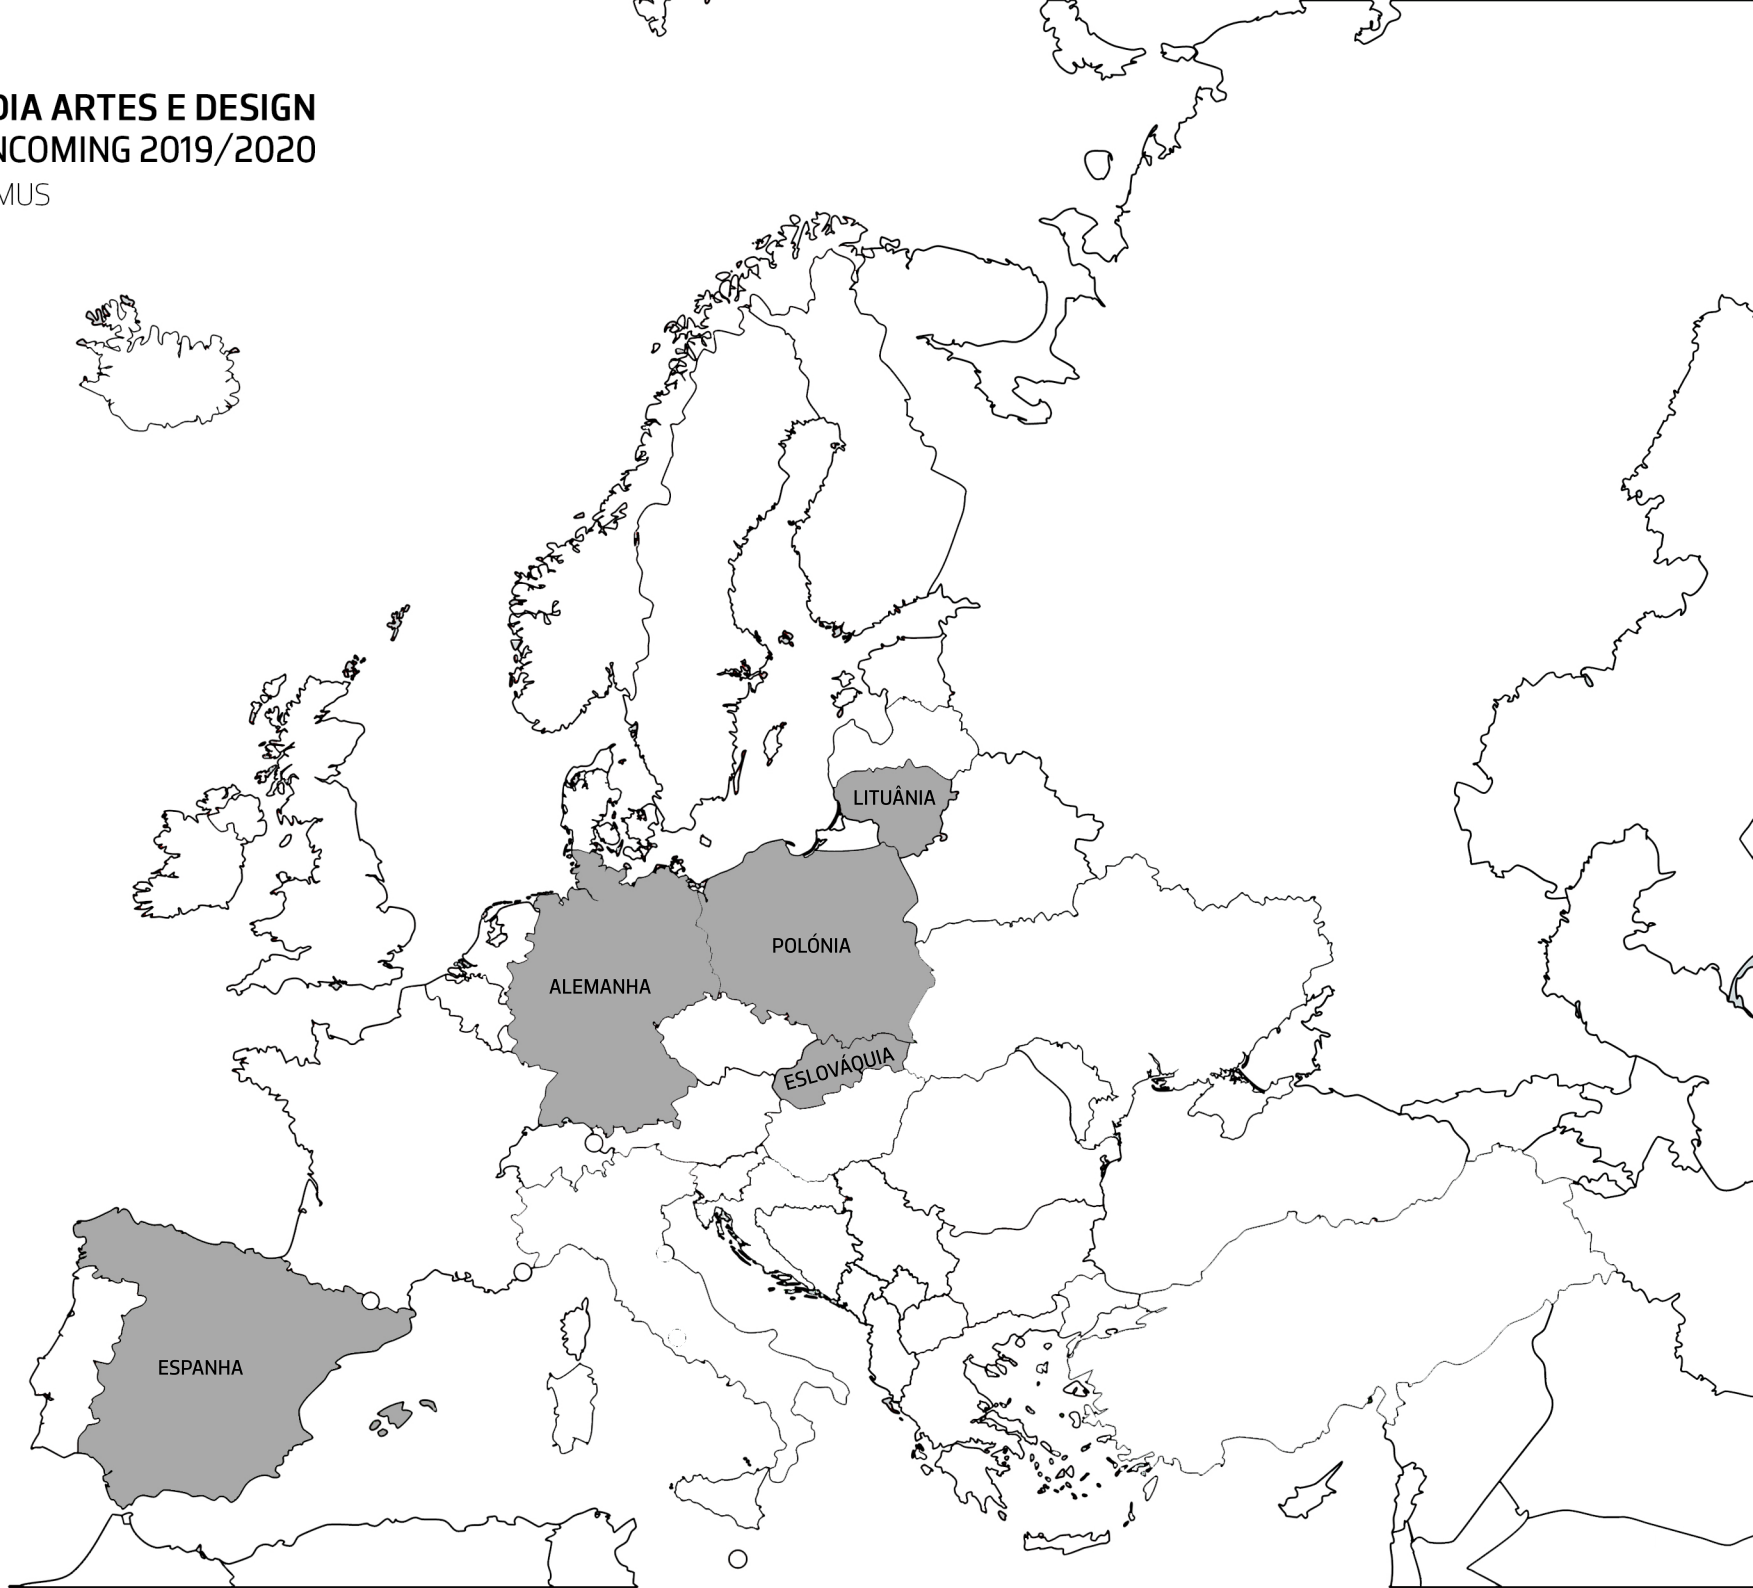 DIA ARTES E DESIGN
NCOMING 2019/2020
MUS
LITUÂNIA
POLÓNIA
ALEMANHA
ESLOVÁQUIA
ESPANHA